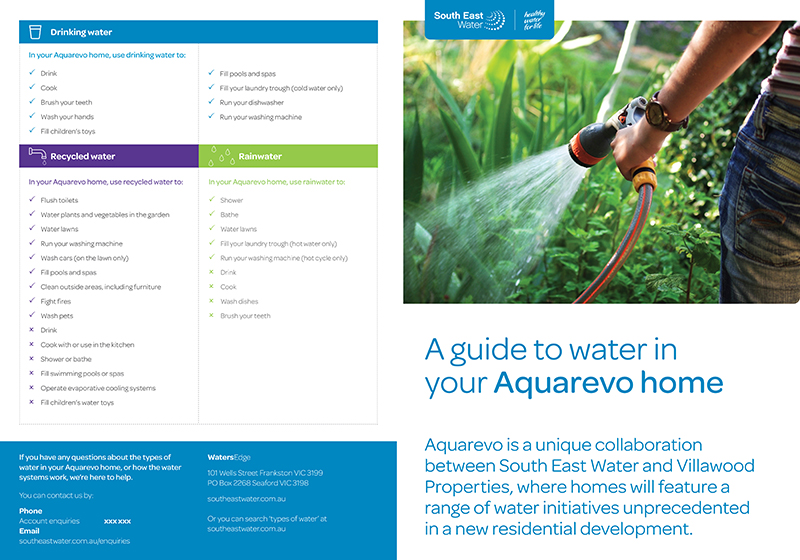 Drinking water
In your Aquarevo home, use drinking water to:
✓ Drink
✓ Cook
✓ Brush your teeth
✓ Wash your hands
✓ Fill children's toys
✓ Fill pools and spas
✓ Fill your laundry trough (cold water only)
✓ Run your dishwasher
✓ Run your washing machine
Recycled water
In your Aquarevo home, use recycled water to:
✓ Flush toilets
✓ Water plants and vegetables in the garden
✓ Water lawns
✓ Run your washing machine
✓ Wash cars (on the lawn only)
✓ Fill pools and spas
✓ Clean outside areas, including furniture
✓ Fight fires
✓ Wash pets
× Drink
× Cook with or use in the kitchen
× Shower or bathe
× Fill swimming pools or spas
× Operate evaporative cooling systems
× Fill children's water toys
Rainwater
In your Aquarevo home, use rainwater to:
✓ Shower
✓ Bathe
✓ Water lawns
✓ Fill your laundry trough (hot water only)
✓ Run your washing machine (hot cycle only)
× Drink
× Cook
× Wash dishes
× Brush your teeth
If you have any questions about the types of
water in your Aquarevo home, or how the water
systems work, we're here to help.
You can contact us by:
Phone
Account enquiries xxx xxx
Email
southeastwater.com.au/enquiries
WatersEdge
101 Wells Street Frankston VIC 3199
PO Box 2268 Seaford VIC 3198
southeastwater.com.au
Or you can search 'types of water' at
southeastwater.com.au
South East
Water
healthy
water
for life
A guide to water in
your Aquarevo home
Aquarevo is a unique collaboration
between South East Water and Villawood
Properties, where homes will feature a
range of water initiatives unprecedented
in a new residential development.